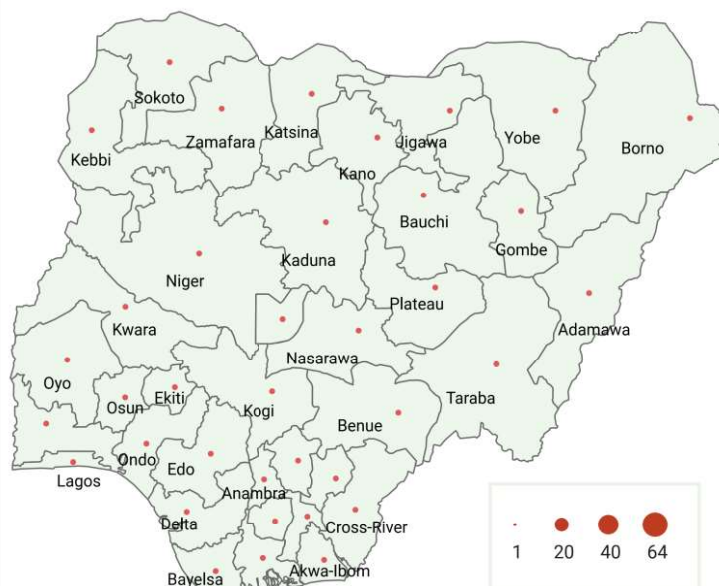 Sokoto
Katsina
Zamafara
Jigawa
Yobe
Borno
Kebbi
Kano
Bauchi
Gombe
Kaduna
Niger
Plateau
Adamawa
Kwara
Nasarawa
Oyo
Ekiti
Osun
Kogi
Taraba
Benue
Ondo
Edo
Lagos
Anambra
Delta
Cross-River
Akwa-Ibom
Bayelsa
1 20 40 64